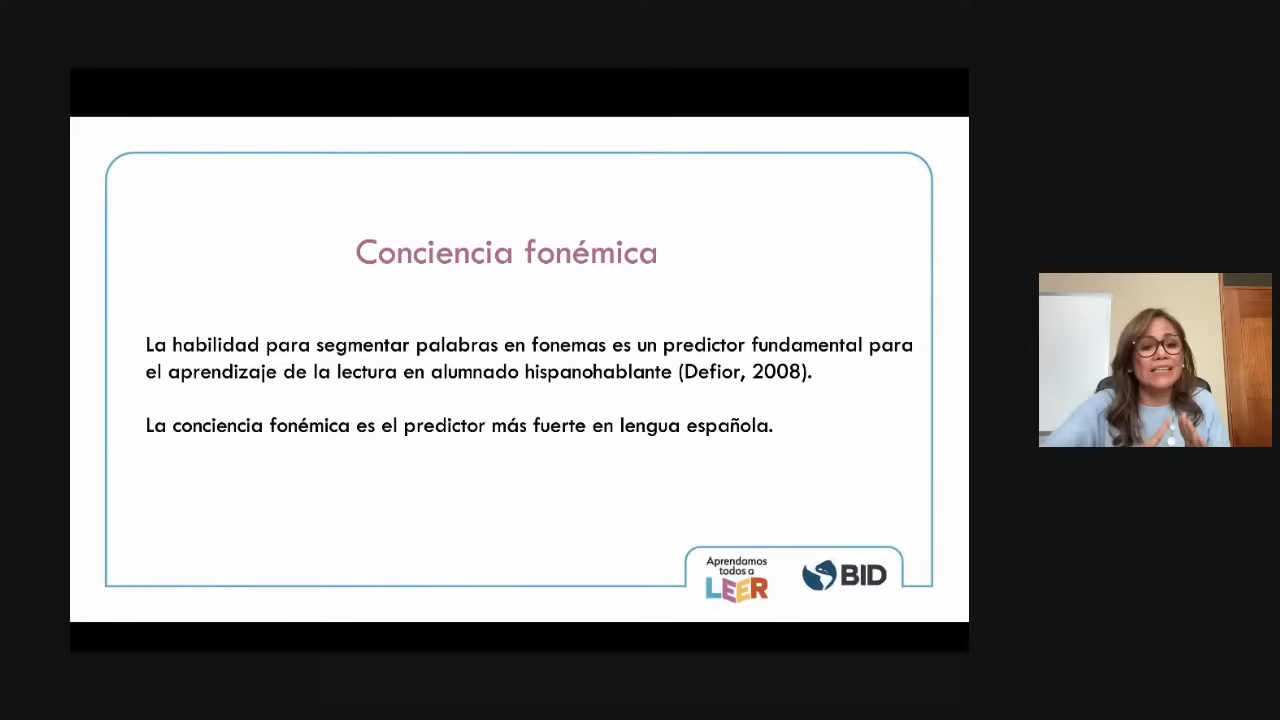 Conciencia fonémica
La habilidad para segmentar palabras en fonemas es un predictor fundamental para
el aprendizaje de la lectura en alumnado hispanohablante (Defior, 2008).
La conciencia fonémica es el predictor más fuerte en lengua española.
Aprendamos
todos a
LEER
BID